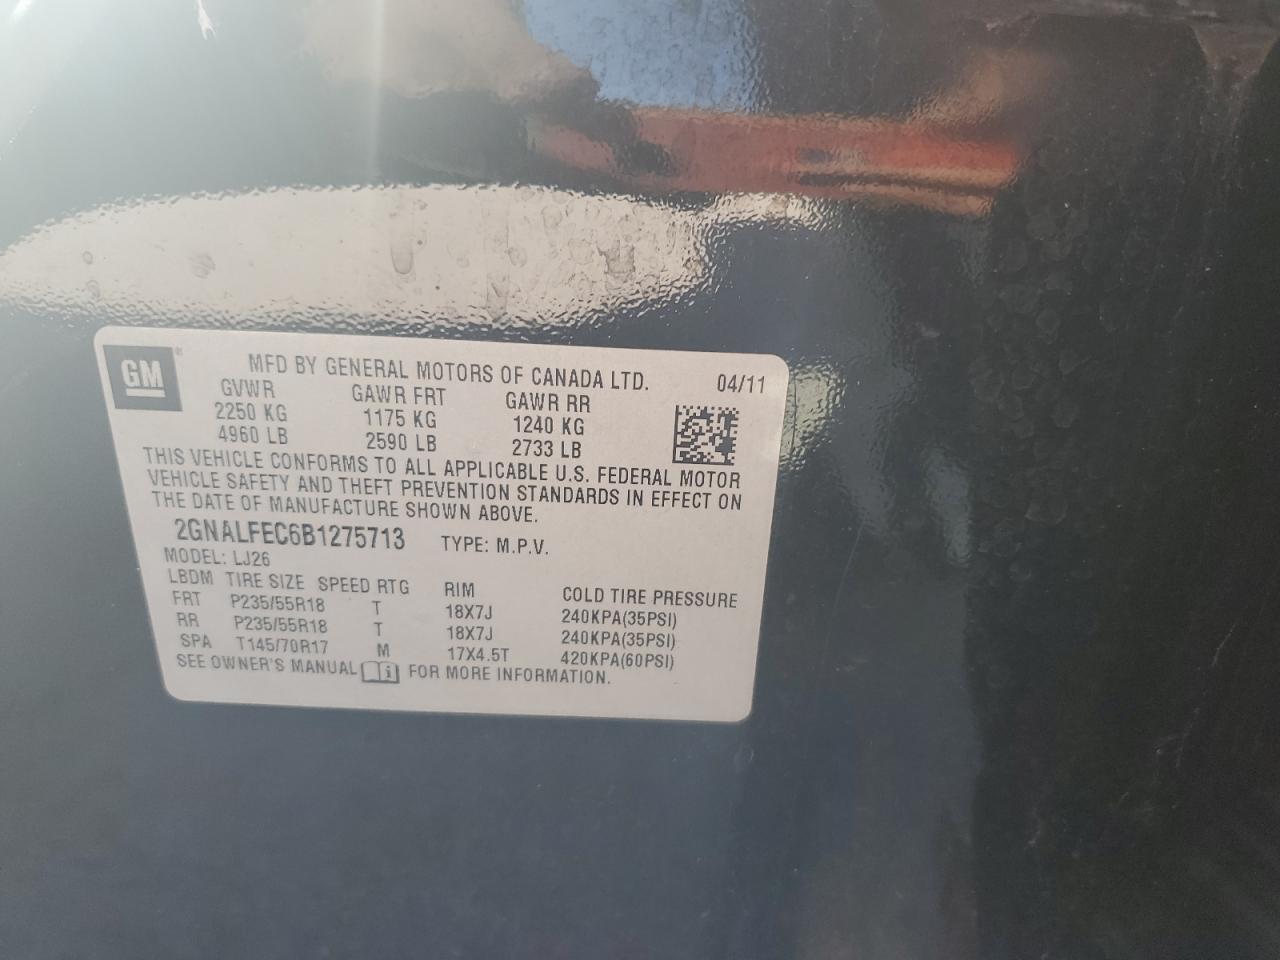 GM
MFD BY GENERAL MOTORS OF CANADA LTD. 04/11
GVWR GAWR FRT GAWR RR
2250 KG 1175 KG 1240 KG
4960 LB 2590 LB 2733 LB
THIS VEHICLE CONFORMS TO ALL APPLICABLE U.S. FEDERAL MOTOR
VEHICLE SAFETY AND THEFT PREVENTION STANDARDS IN EFFECT ON
THE DATE OF MANUFACTURE SHOWN ABOVE.
2GNALFEC6B1275713 TYPE: M.P.V.
MODEL: LJ26
LBDM TIRE SIZE SPEED RTG RIM COLD TIRE PRESSURE
FRT P235/55R18 T 18X7J 240KPA(35PSI)
RR P235/55R18 T 18X7J 240KPA(35PSI)
SPA T145/70R17 M 17X4.5T 420KPA(60PSI)
SEE OWNER'S MANUAL i FOR MORE INFORMATION.